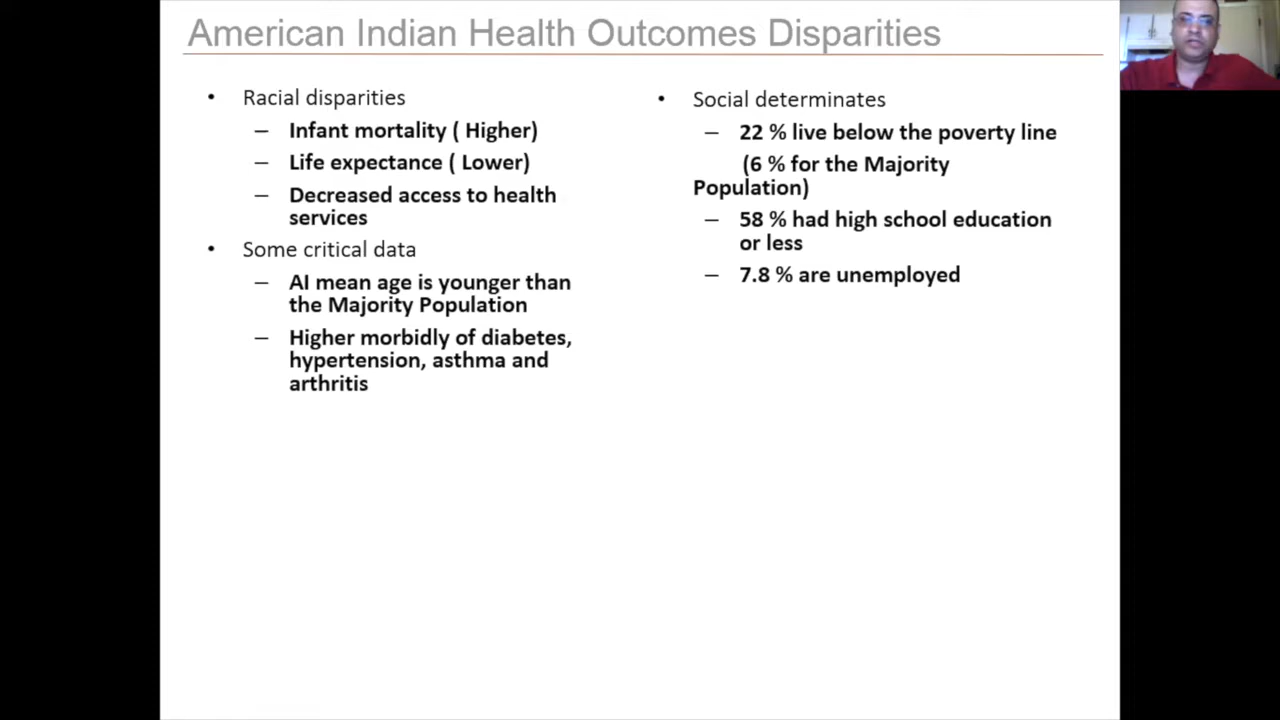 American Indian Health Outcomes Disparities
• Racial disparities
– Infant mortality ( Higher)
– Life expectance ( Lower)
– Decreased access to health
services
• Some critical data
– AI mean age is younger than
the Majority Population
– Higher morbidly of diabetes,
hypertension, asthma and
arthritis
• Social determinates
– 22 % live below the poverty line
(6 % for the Majority
Population)
– 58 % had high school education
or less
– 7.8 % are unemployed